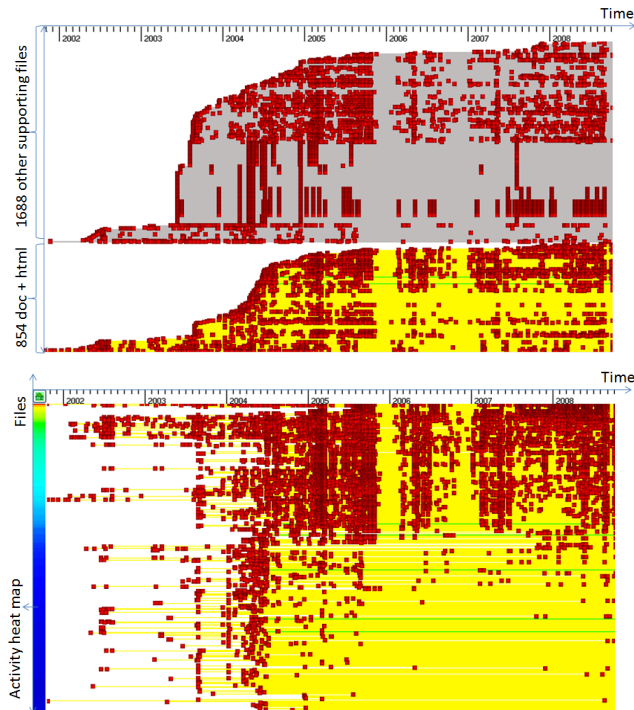 Time
2002 2003 2004 2005 2006 2007 2008
1688 other supporting files
854 doc + html
Time
2002 2003 2004 2005 2006 2007 2008
Files
Activity heat map